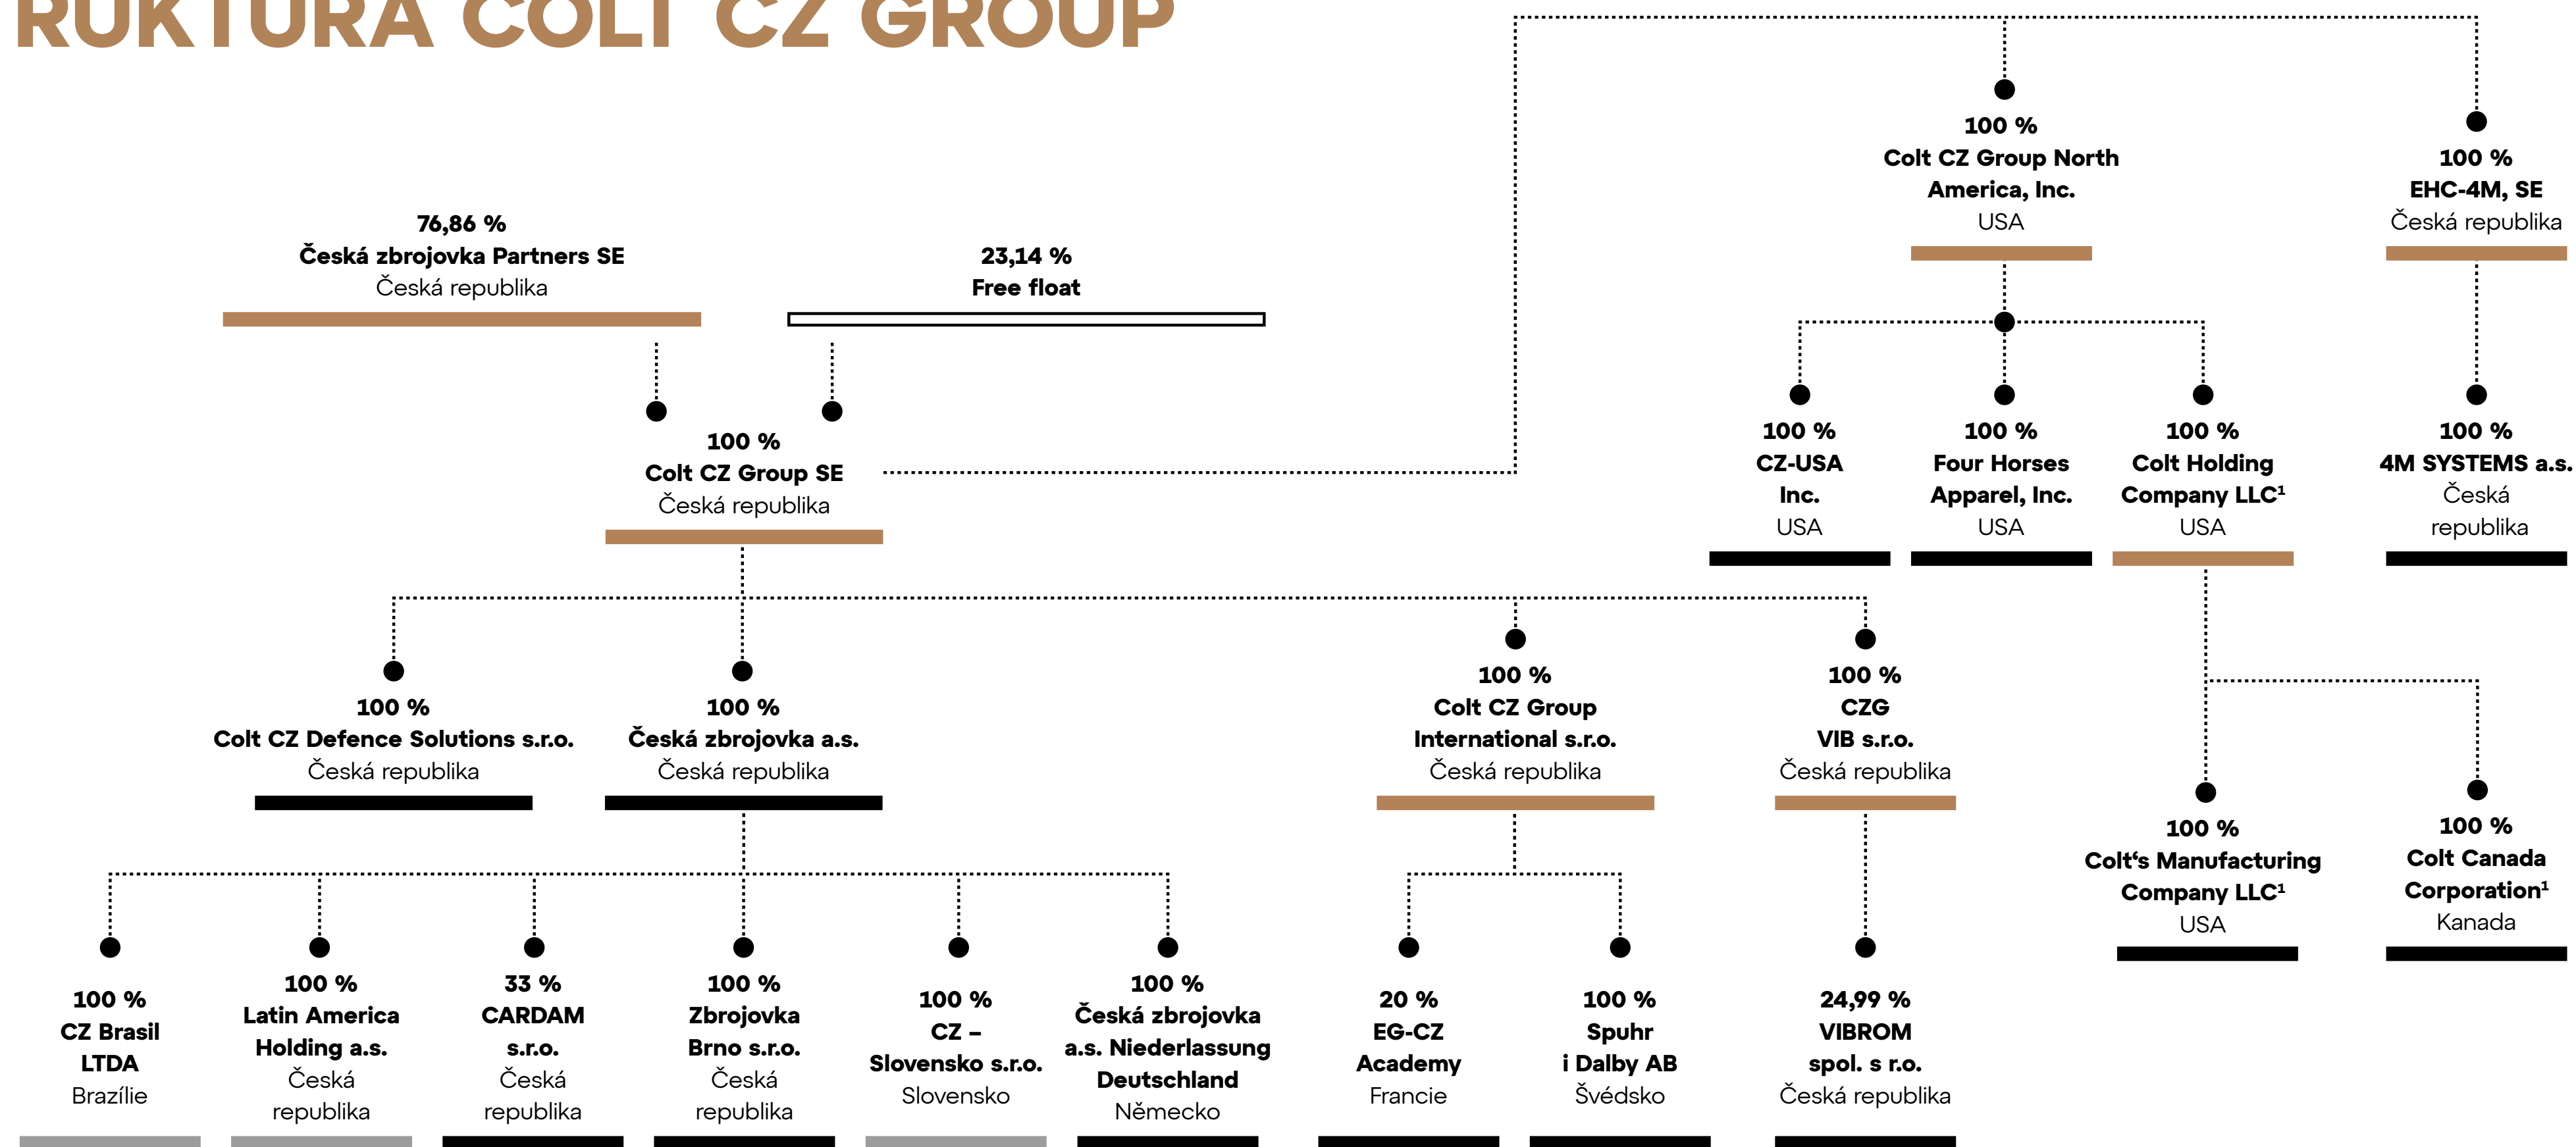 RUKTURA COLT CZ GROUP
100 %
Colt CZ Group North
America, Inc.
USA
100 %
EHC-4M, SE
Česká republika
76,86 %
Česká zbrojovka Partners SE
Česká republika
23,14 %
Free float
100 %
Colt CZ Group SE
Česká republika
100 %
CZ-USA
Inc.
USA
100 %
Four Horses
Apparel, Inc.
USA
100 %
Colt Holding
Company LLC¹
USA
100 %
4M SYSTEMS a.s.
Česká
republika
100 %
Colt CZ Defence Solutions s.r.o.
Česká republika
100 %
Česká zbrojovka a.s.
Česká republika
100 %
Colt CZ Group
International s.r.o.
Česká republika
100 %
CZG
VIB s.r.o.
Česká republika
100 %
Colt‘s Manufacturing
Company LLC¹
USA
100 %
Colt Canada
Corporation¹
Kanada
100 %
CZ Brasil
LTDA
Brazílie
100 %
Latin America
Holding a.s.
Česká
republika
33 %
CARDAM
s.r.o.
Česká
republika
100 %
Zbrojovka
Brno s.r.o.
Česká
republika
100 %
CZ –
Slovensko s.r.o.
Slovensko
100 %
Česká zbrojovka
a.s. Niederlassung
Deutschland
Německo
20 %
EG-CZ
Academy
Francie
100 %
Spuhr
i Dalby AB
Švédsko
24,99 %
VIBROM
spol. s r.o.
Česká republika